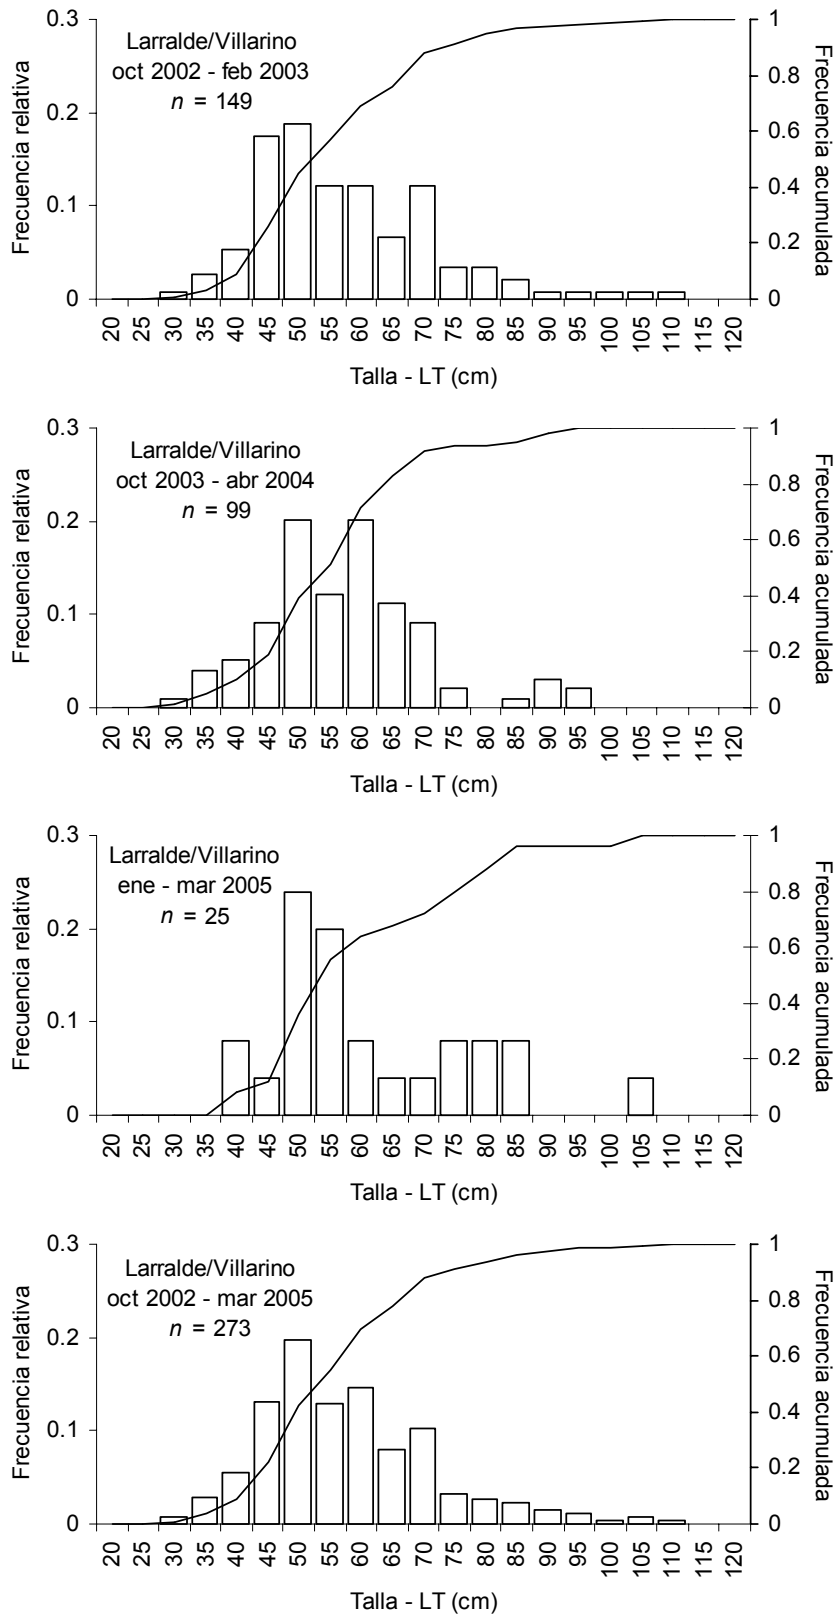 Larralde/Villarino
oct 2002 - feb 2003
n = 149
Frecuencia relativa
0.3
0.2
0.1
0
Frecuencia acumulada
1
0.8
0.6
0.4
0.2
0
20 25 30 35 40 45 50 55 60 65 70 75 80 85 90 95 100 105 110 115 120
Talla - LT (cm)
Larralde/Villarino
oct 2003 - abr 2004
n = 99
Frecuencia relativa
0.3
0.2
0.1
0
Frecuencia acumulada
1
0.8
0.6
0.4
0.2
0
20 25 30 35 40 45 50 55 60 65 70 75 80 85 90 95 100 105 110 115 120
Talla - LT (cm)
Larralde/Villarino
ene - mar 2005
n = 25
Frecuencia relativa
0.3
0.2
0.1
0
Frecuancia acumulada
1
0.8
0.6
0.4
0.2
0
20 25 30 35 40 45 50 55 60 65 70 75 80 85 90 95 100 105 110 115 120
Talla - LT (cm)
Larralde/Villarino
oct 2002 - mar 2005
n = 273
Frecuencia relativa
0.3
0.2
0.1
0
Frecuencia acumulada
1
0.8
0.6
0.4
0.2
0
20 25 30 35 40 45 50 55 60 65 70 75 80 85 90 95 100 105 110 115 120
Talla - LT (cm)